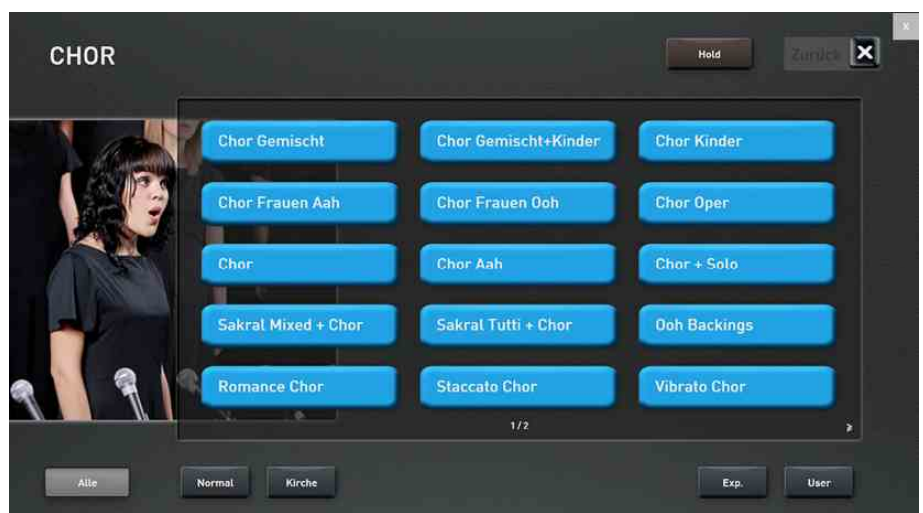 x
CHOR
Hold
Zurück
Chor Gemischt
Chor Gemischt+Kinder
Chor Kinder
Chor Frauen Aah
Chor Frauen Ooh
Chor Oper
Chor
Chor Aah
Chor + Solo
Sakral Mixed + Chor
Sakral Tutti + Chor
Ooh Backings
Romance Chor
Staccato Chor
Vibrato Chor
1/2
Alle
Normal
Kirche
Exp.
User